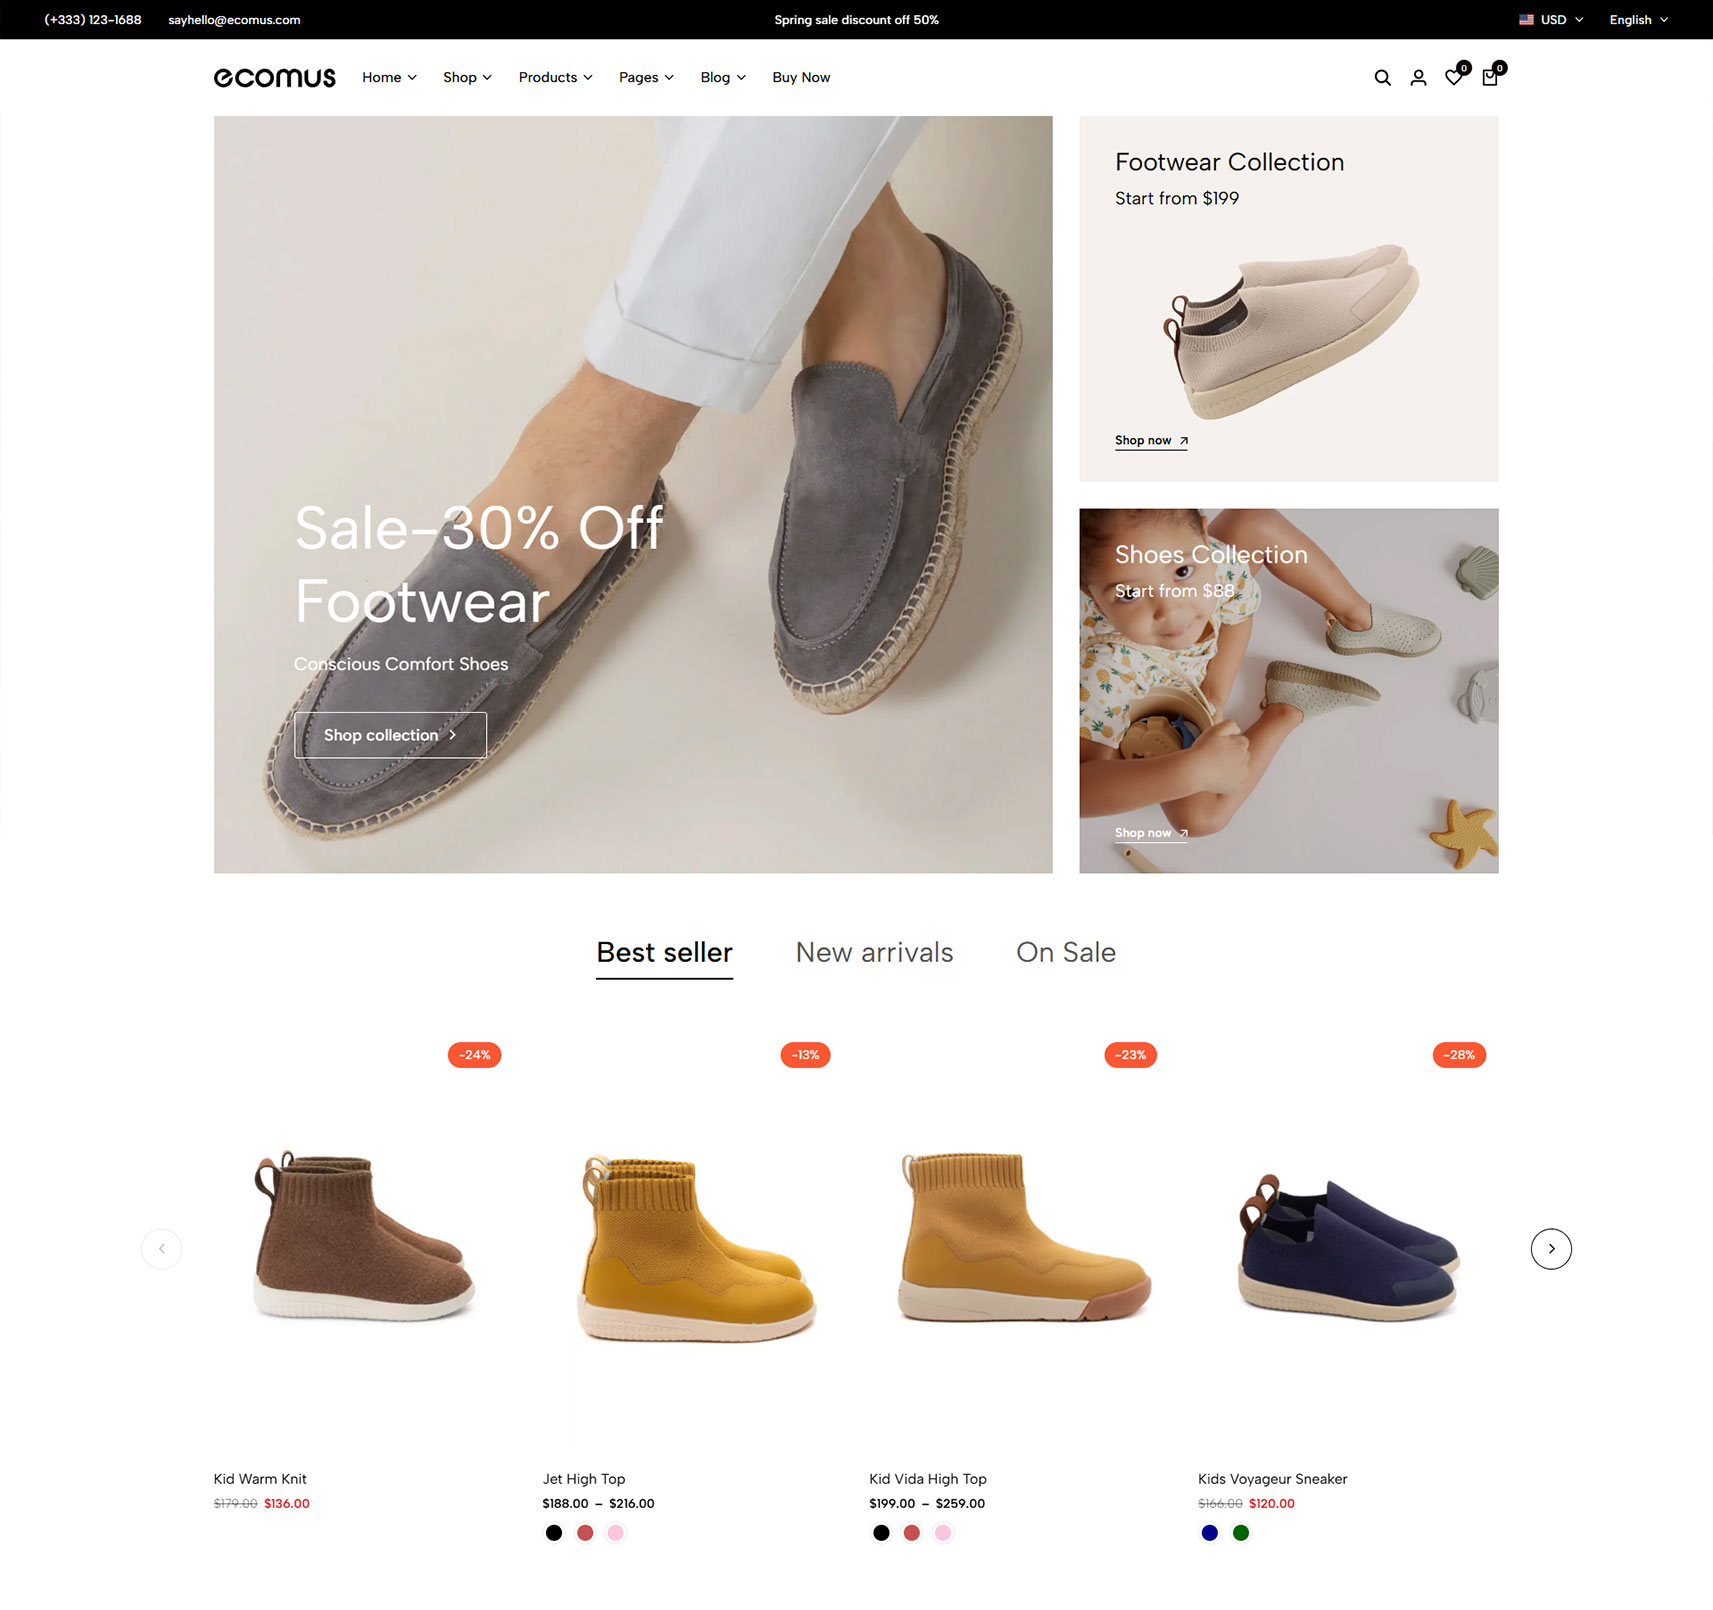 (+333) 123-1688
sayhello@ecomus.com
Spring sale discount off 50%
USD
English
ecomus
Home
Shop
Products
Pages
Blog
Buy Now
0
0
Sale-30% Off
Footwear
Conscious Comfort Shoes
Shop collection
Footwear Collection
Start from $199
Shop now
Shoes Collection
Start from $88
Shop now
Best seller
New arrivals
On Sale
-24%
-13%
-23%
-28%
Kid Warm Knit
$179.00 $136.00
Jet High Top
$188.00 – $216.00
Kid Vida High Top
$199.00 – $259.00
Kids Voyageur Sneaker
$166.00 $120.00